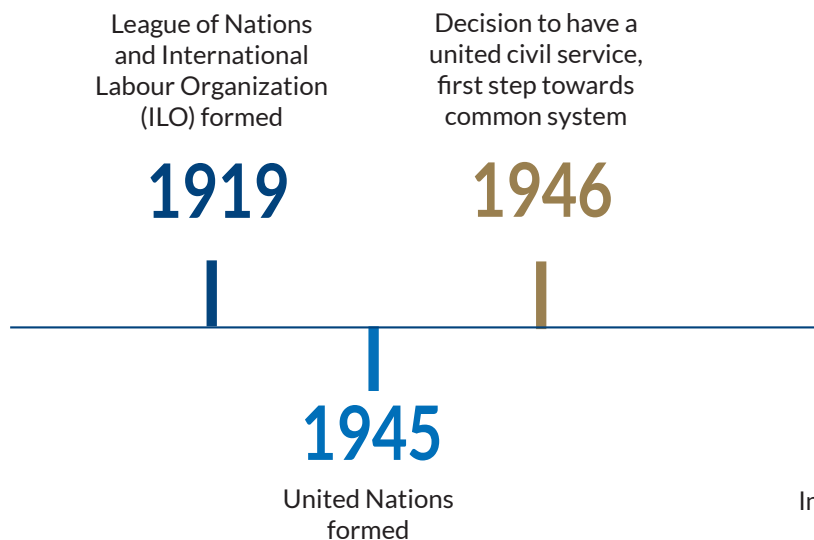 League of Nations
and International
Labour Organization
(ILO) formed
1919
Decision to have a
united civil service,
first step towards
common system
1946
1945
United Nations
formed